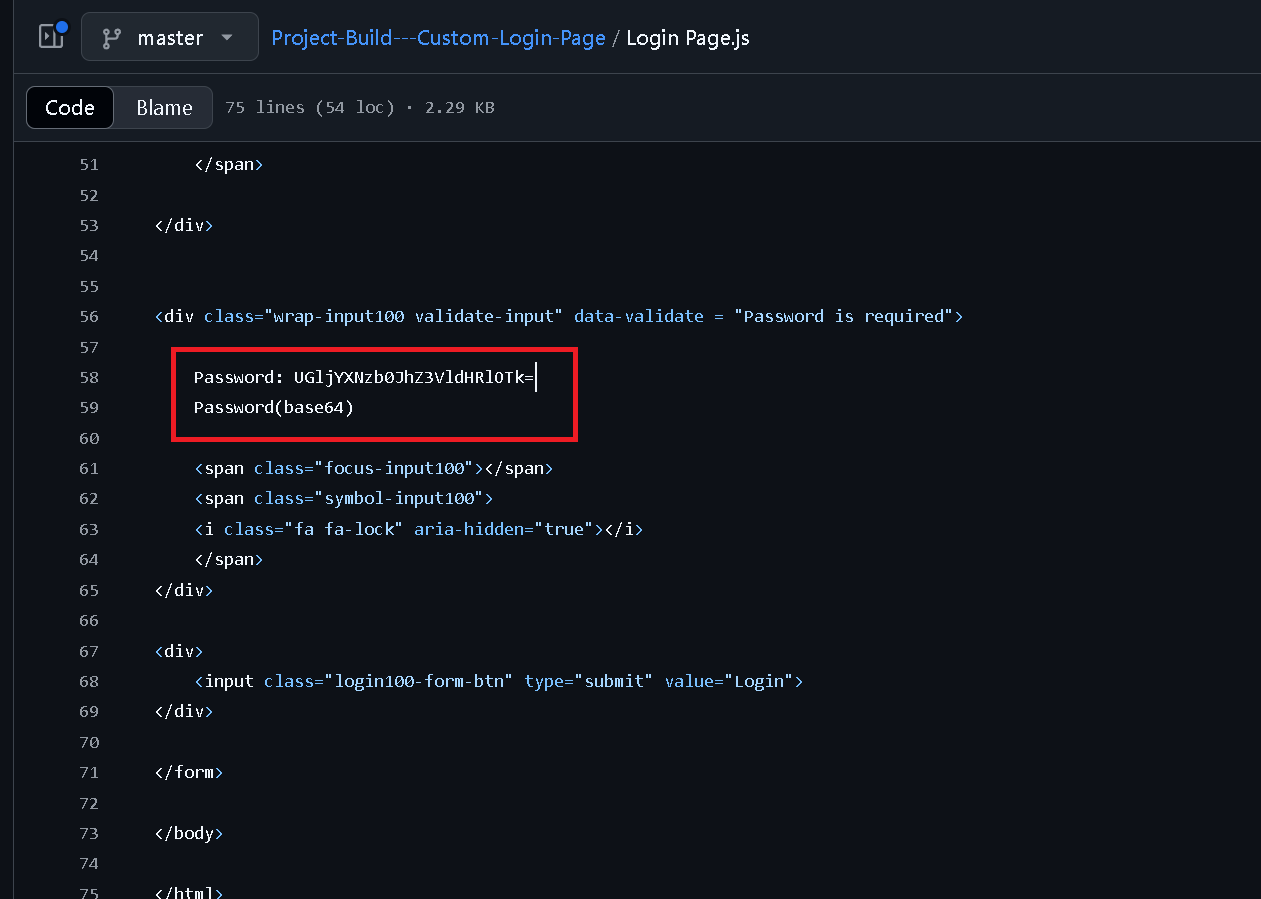 master Project-Build---Custom-Login-Page / Login Page.js
Code Blame 75 lines (54 loc) · 2.29 KB
51 </span>
52
53 </div>
54
55
56 <div class="wrap-input100 validate-input" data-validate = "Password is required">
57
58 Password: UGljYXNzb0JhZ3VldHRlOTk=
59 Password(base64)
60
61 <span class="focus-input100"></span>
62 <span class="symbol-input100">
63 <i class="fa fa-lock" aria-hidden="true"></i>
64 </span>
65 </div>
66
67 <div>
68 <input class="login100-form-btn" type="submit" value="Login">
69 </div>
70
71 </form>
72
73 </body>
74
75 </html>